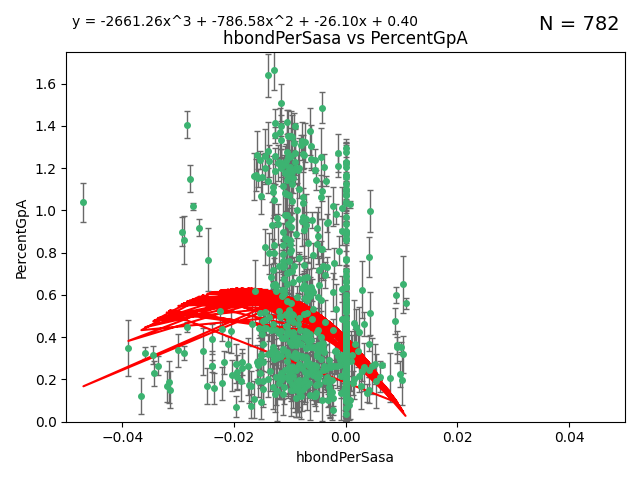 y = -2661.26x^3 + -786.58x^2 + -26.10x + 0.40
N = 782
hbondPerSasa vs PercentGpA
1.6
1.4
1.2
1.0
0.8
0.6
0.4
0.2
0.0
PercentGpA
−0.04 −0.02 0.00 0.02 0.04
hbondPerSasa